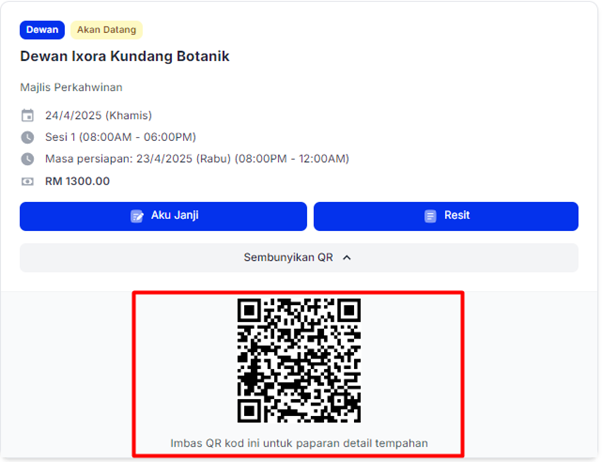 Dewan Akan Datang
Dewan Ixora Kundang Botanik
Majlis Perkahwinan
24/4/2025 (Khamis)
Sesi 1 (08:00AM - 06:00PM)
Masa persiapan: 23/4/2025 (Rabu) (08:00PM - 12:00AM)
RM 1300.00
Aku Janji Resit
Sembunyikan QR
Imbas QR kod ini untuk paparan detail tempahan